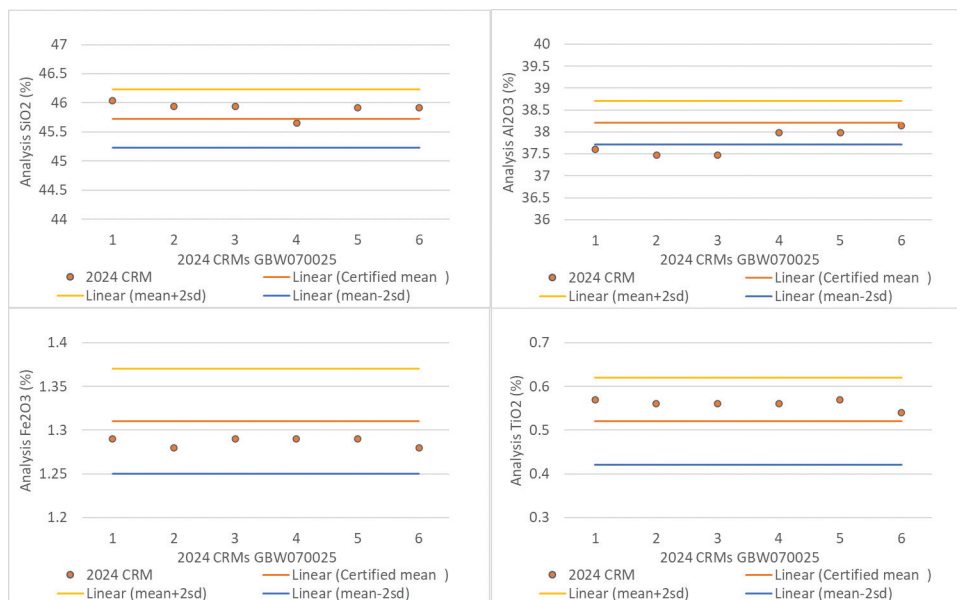 47
46.5
46
45.5
45
44.5
44
Analysis SiO2 (%)
1 2 3 4 5 6
2024 CRMs GBW070025
2024 CRM Linear (Certified mean )
Linear (mean+2sd) Linear (mean-2sd)
40
39.5
39
38.5
38
37.5
37
36.5
36
Analysis Al2O3 (%)
1 2 3 4 5 6
2024 CRMs GBW070025
2024 CRM Linear (Certified mean )
Linear (mean+2sd) Linear (mean-2sd)
1.4
1.35
1.3
1.25
1.2
Analysis Fe2O3 (%)
1 2 3 4 5 6
2024 CRMs GBW070025
2024 CRM Linear (Certified mean )
Linear (mean+2sd) Linear (mean-2sd)
0.7
0.6
0.5
0.4
0.3
Analysis TiO2 (%)
1 2 3 4 5 6
2024 CRMs GBW070025
2024 CRM Linear (Certified mean )
Linear (mean+2sd) Linear (mean-2sd)